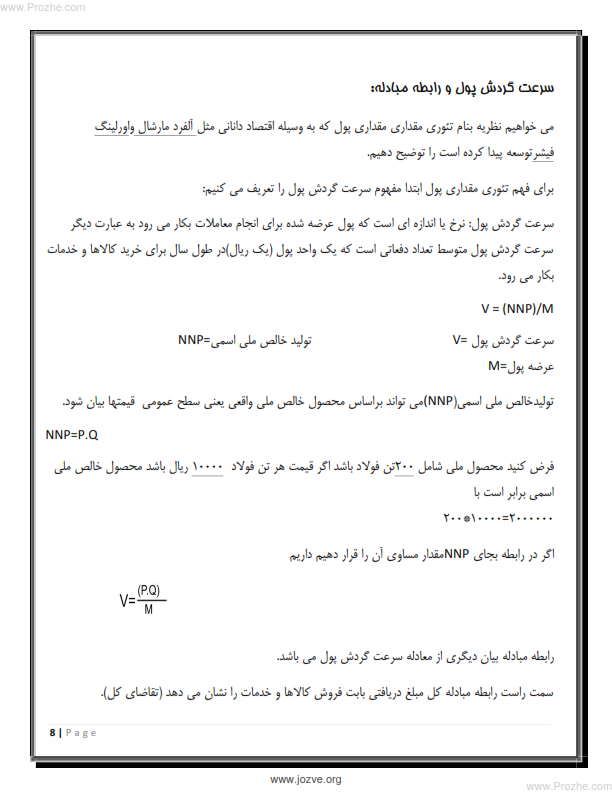 www.Prozhe.com
سرعت گردش پول و رابطه مبادله:
می خواهیم نظریه بنام تئوری مقداری مقداری پول که به وسیله اقتصاد دانانی مثل آلفرد مارشال واورلینگ
فیشرتوسعه پیدا کرده است را توضیح دهیم.
برای فهم تئوری مقداری پول ابتدا مفهوم سرعت گردش پول را تعریف می کنیم:
سرعت گردش پول: نرخ یا اندازه ای است که پول عرضه شده برای انجام معاملات بکار می رود به عبارت دیگر
سرعت گردش پول متوسط تعداد دفعاتی است که یک واحد پول (یک ریال)در طول سال برای خرید کالاها و خدمات
بکار می رود.
V = (NNP)/M
سرعت گردش پول =V تولید خالص ملی اسمی=NNP
عرضه پول=M
تولیدخالص ملی اسمی(NNP)می تواند براساس محصول خالص ملی واقعی یعنی سطح عمومی قیمتها بیان شود.
NNP=P.Q
فرض کنید محصول ملی شامل ۲۰۰تن فولاد باشد اگر قیمت هر تن فولاد ۱۰۰۰۰ ریال باشد محصول خالص ملی
اسمی برابر است با
۲۰۰*۱۰۰۰۰=۲۰۰۰۰۰۰
اگر در رابطه بجای NNPمقدار مساوی آن را قرار دهیم داریم
V=(P.Q)/M
رابطه مبادله بیان دیگری از معادله سرعت گردش پول می باشد.
سمت راست رابطه مبادله کل مبلغ دریافتی بابت فروش کالاها و خدمات را نشان می دهد (تقاضای کل).
8 | Page
www.jozve.org
www.Prozhe.com